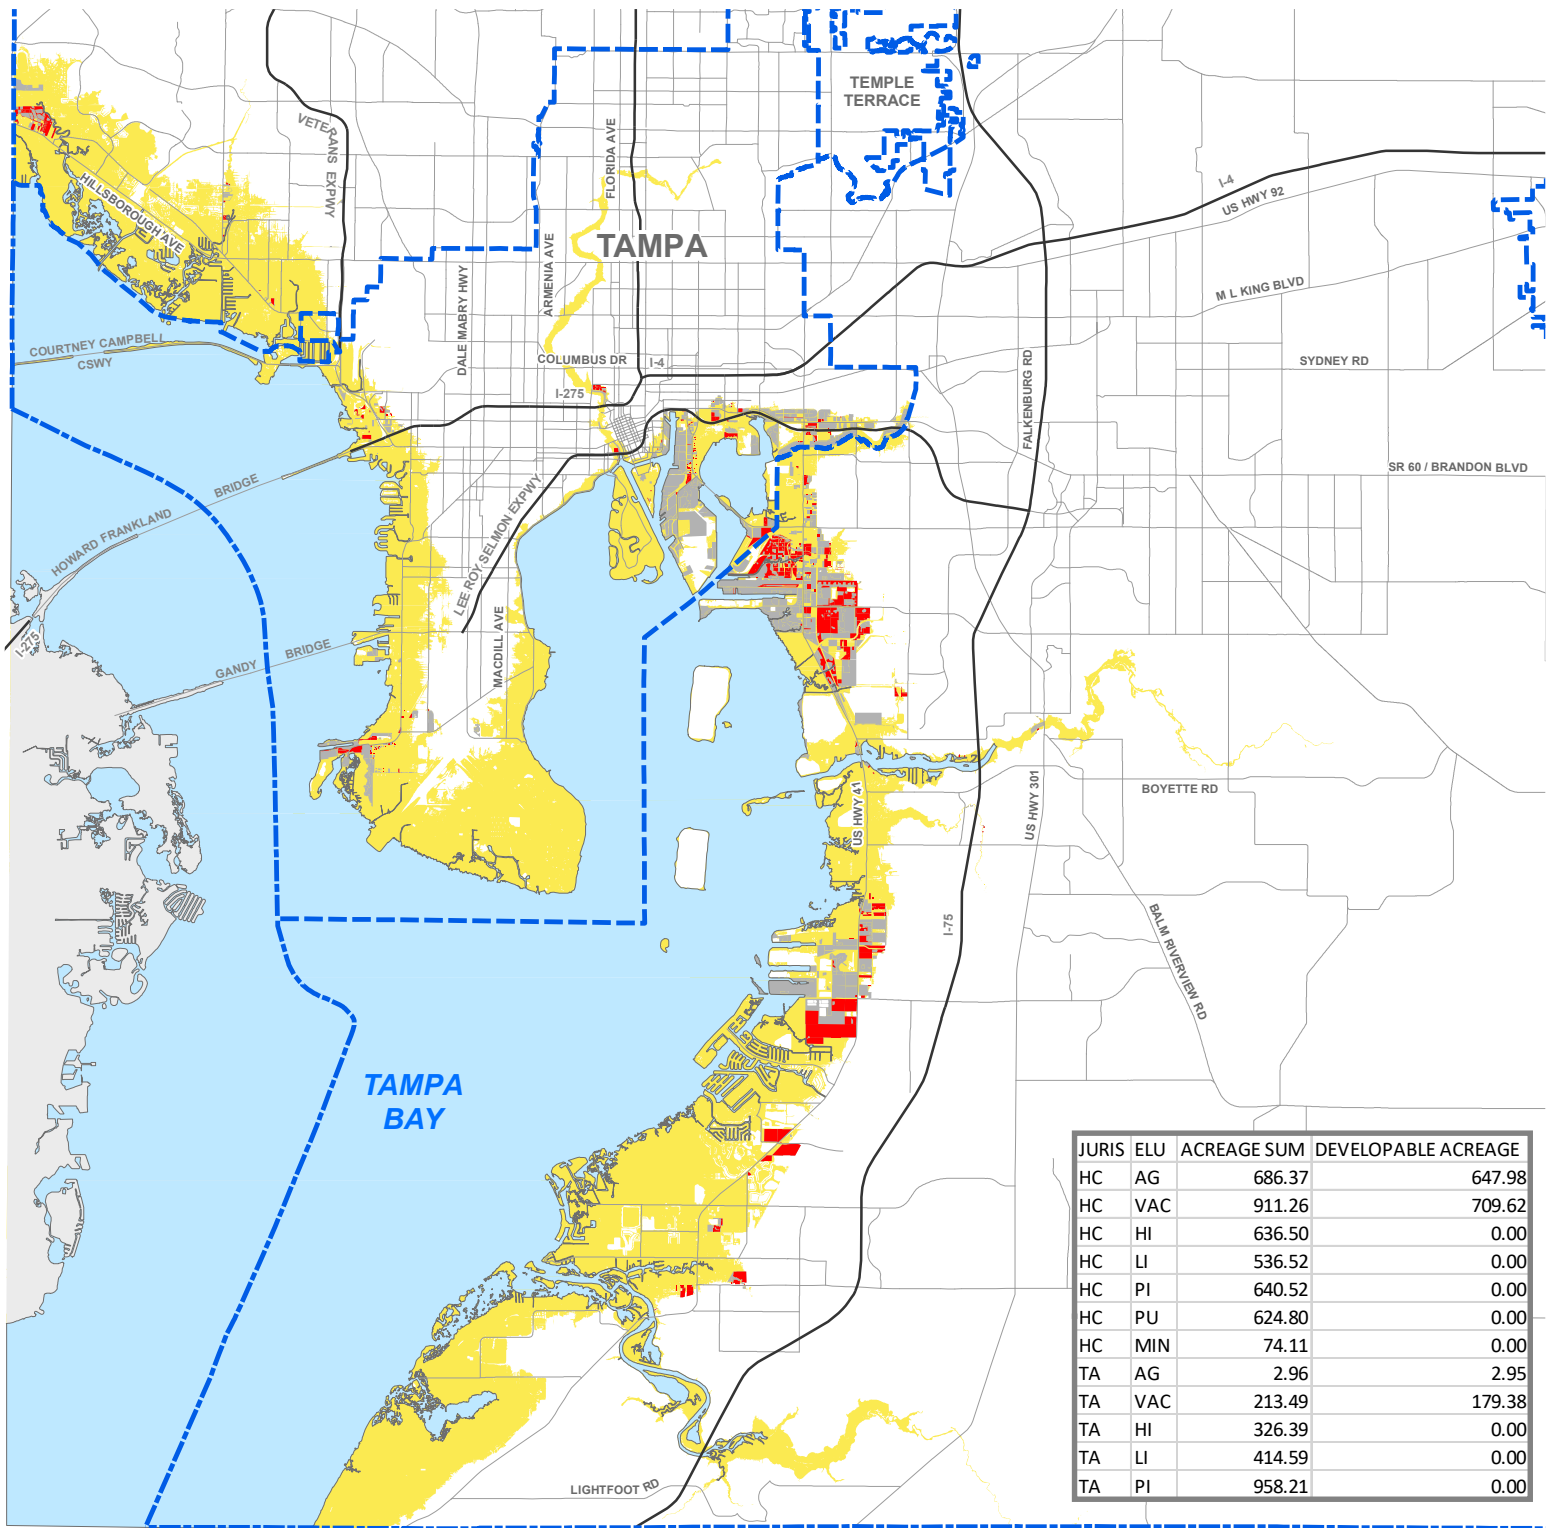 TEMPLE
TERRACE
VETERANS EXPWY
FLORIDA AVE
HILLSBOROUGH AVE
I-4
US HWY 92
TAMPA
ARMENIA AVE
DALE MABRY HWY
M L KING BLVD
COURTNEY CAMPBELL
CSWY
COLUMBUS DR
I-4
SYDNEY RD
FALKENBURG RD
I-275
SR 60 / BRANDON BLVD
BRIDGE
HOWARD FRANKLAND
LEE ROY SELMON EXPWY
MACDILL AVE
I-275
GANDY BRIDGE
US HWY 41
US HWY 301
BOYETTE RD
I-75
BALM RIVERVIEW RD
TAMPA
BAY
JURIS ELU ACREAGE SUM DEVELOPABLE ACREAGE
HC AG 686.37 647.98
HC VAC 911.26 709.62
HC HI 636.50 0.00
HC LI 536.52 0.00
HC PI 640.52 0.00
HC PU 624.80 0.00
HC MIN 74.11 0.00
TA AG 2.96 2.95
TA VAC 213.49 179.38
TA HI 326.39 0.00
TA LI 414.59 0.00
TA PI 958.21 0.00
LIGHTFOOT RD